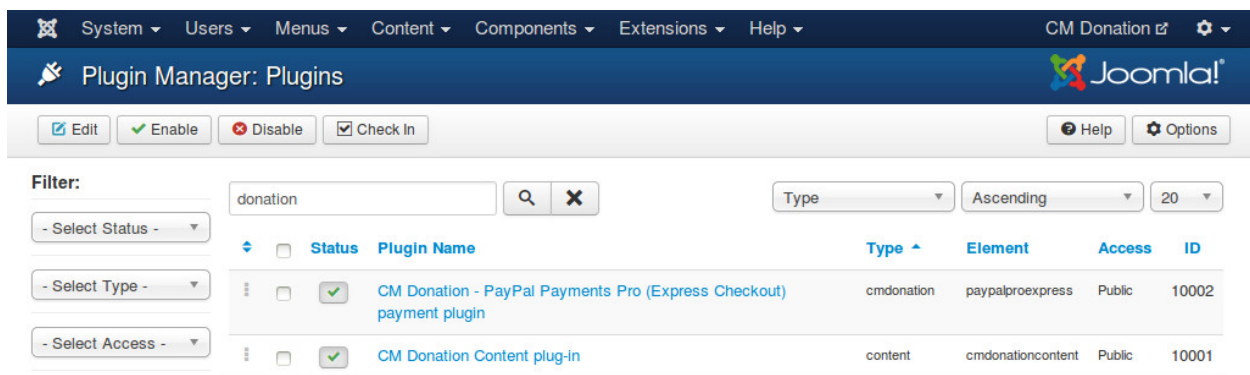 System Users Menus Content Components Extensions Help CM Donation
Plugin Manager: Plugins Joomla!®
Edit Enable Disable Check In Help Options
Filter:
donation Type Ascending 20
- Select Status -
Status Plugin Name Type Element Access ID
- Select Type -
CM Donation - PayPal Payments Pro (Express Checkout) cmdonation paypalproexpress Public 10002
payment plugin
- Select Access -
CM Donation Content plug-in content cmdonationcontent Public 10001